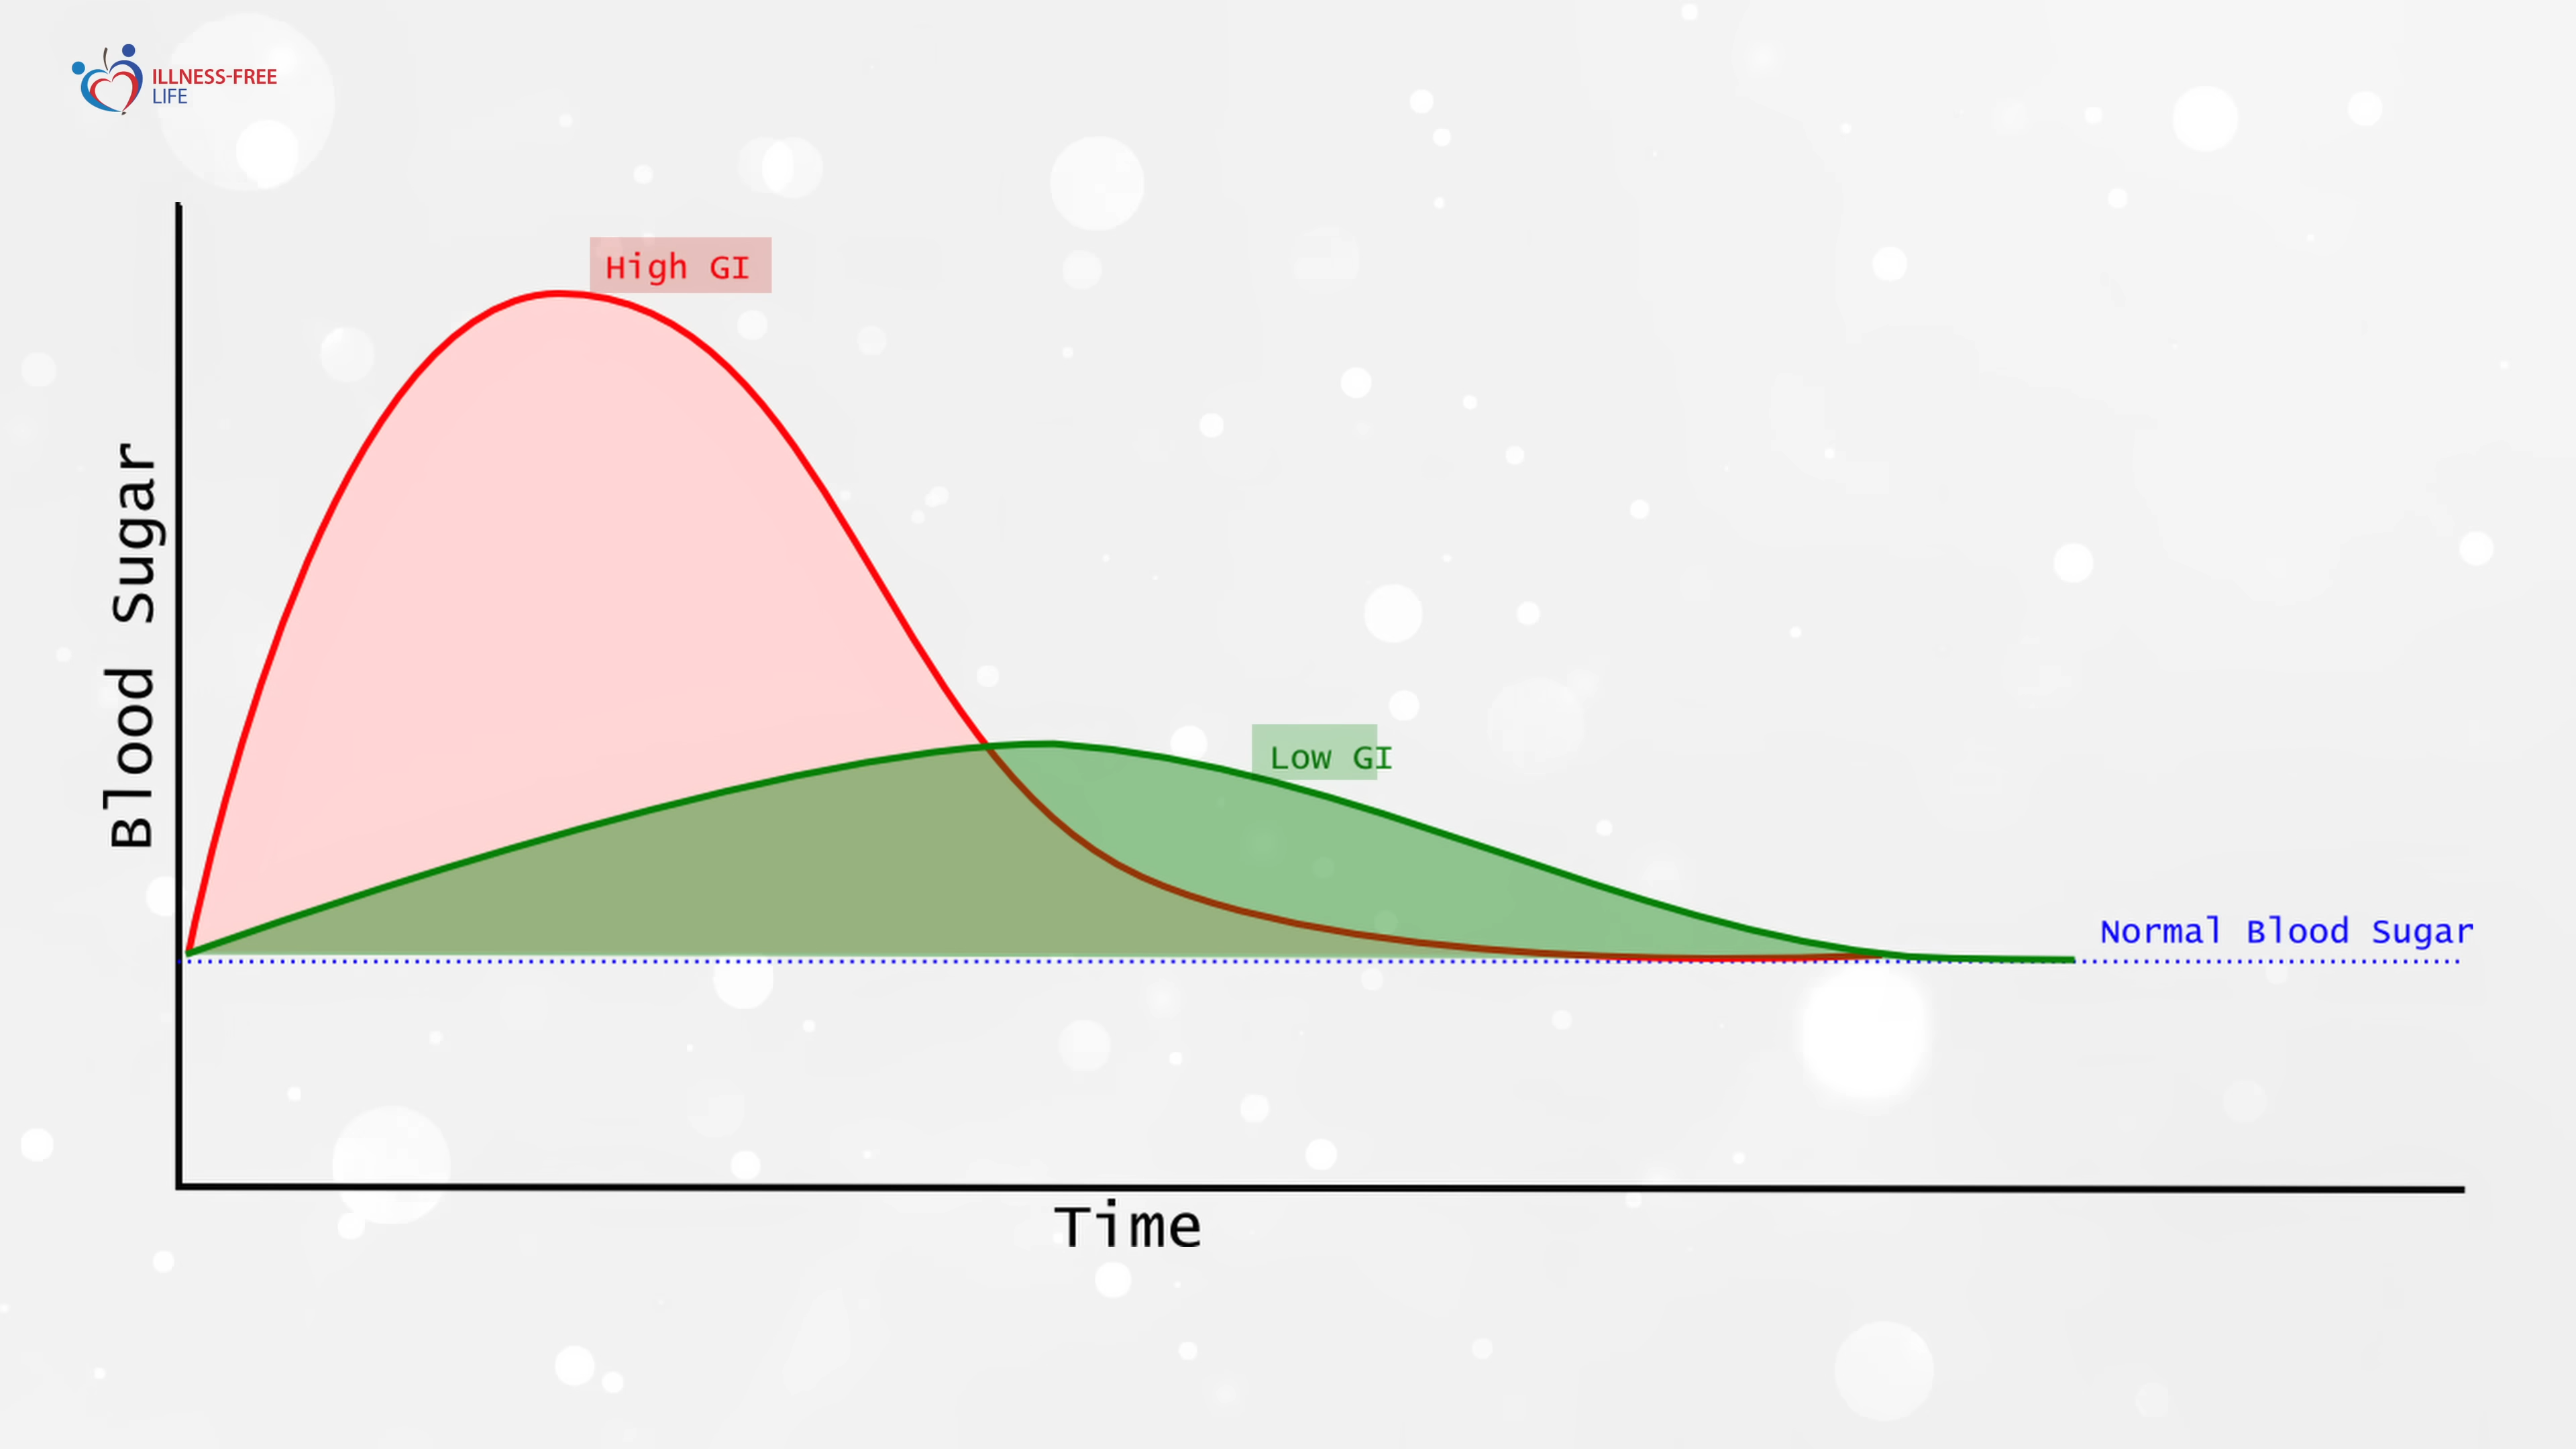 ILLNESS-FREE
LIFE
High GI
Blood Sugar
Low GI
Normal Blood Sugar
Time